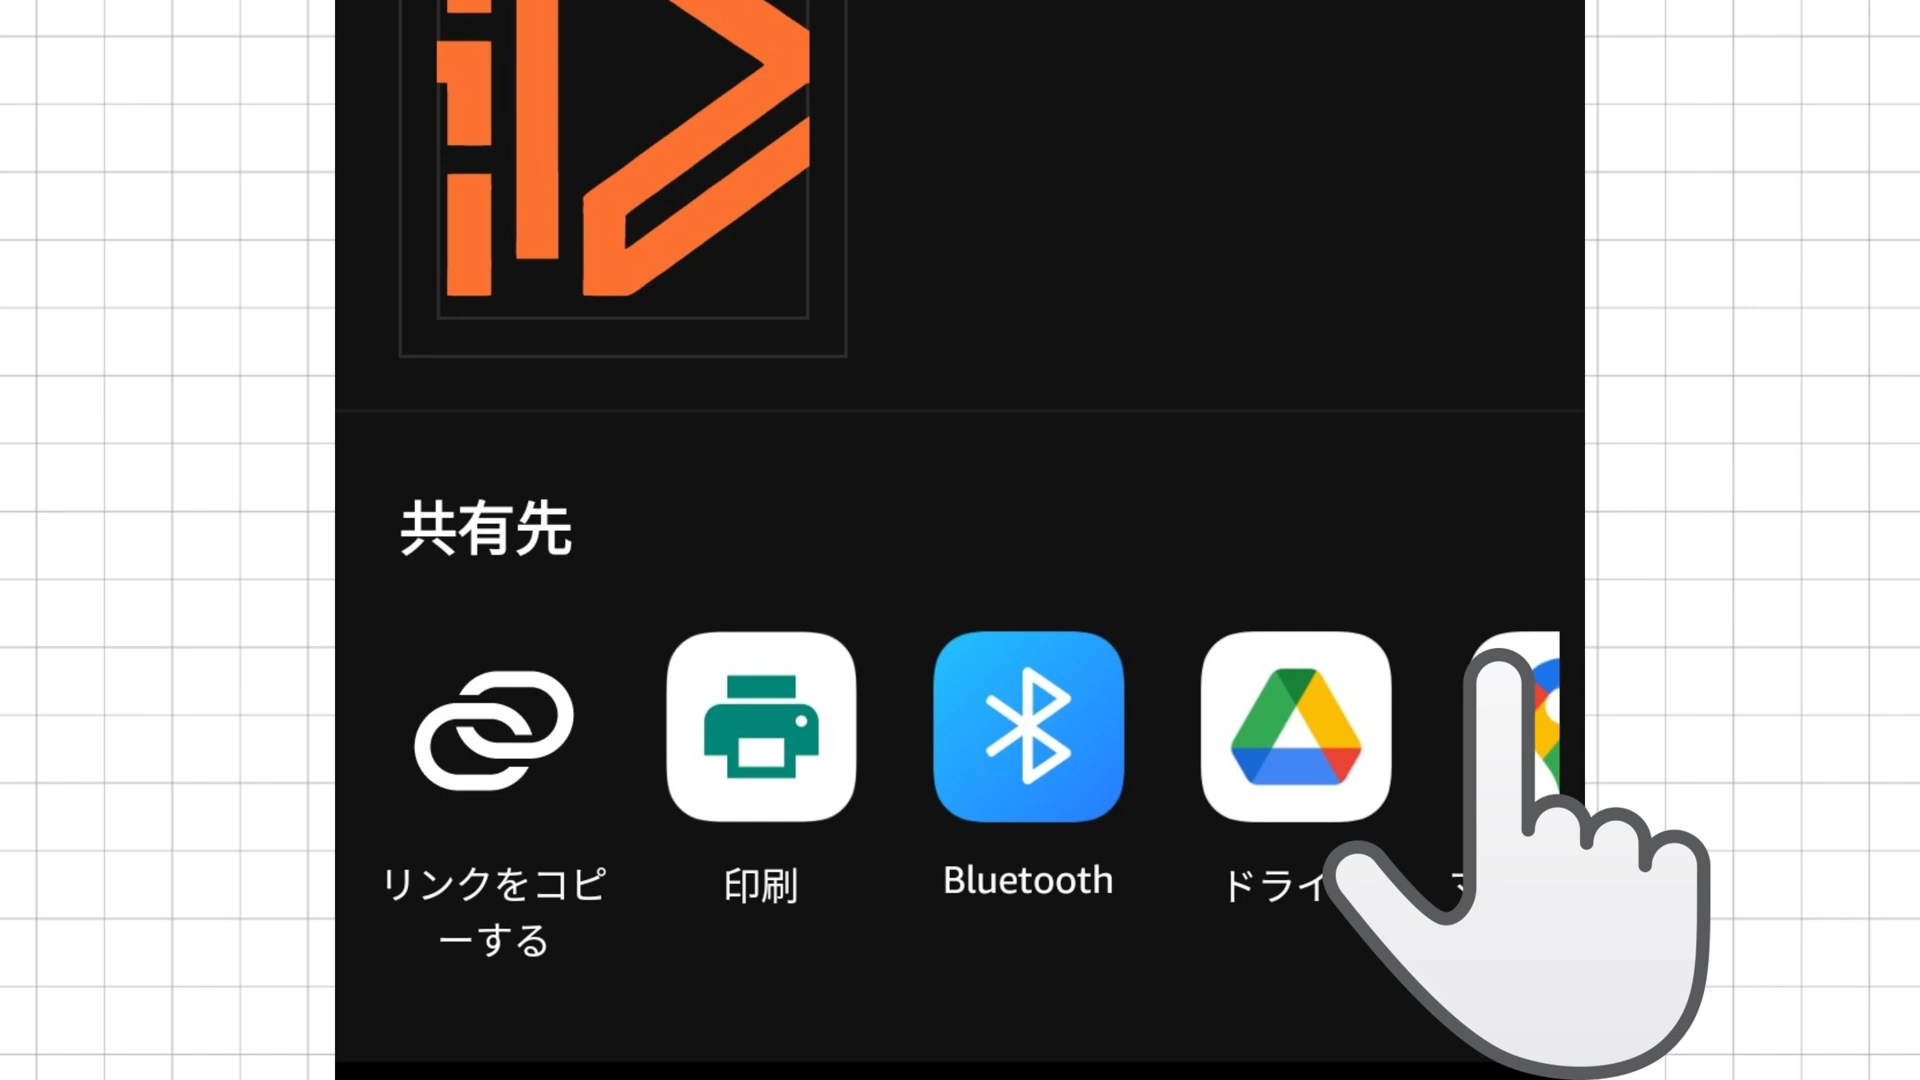 共有先
リンクをコピ
ーする
印刷
Bluetooth
ドライ